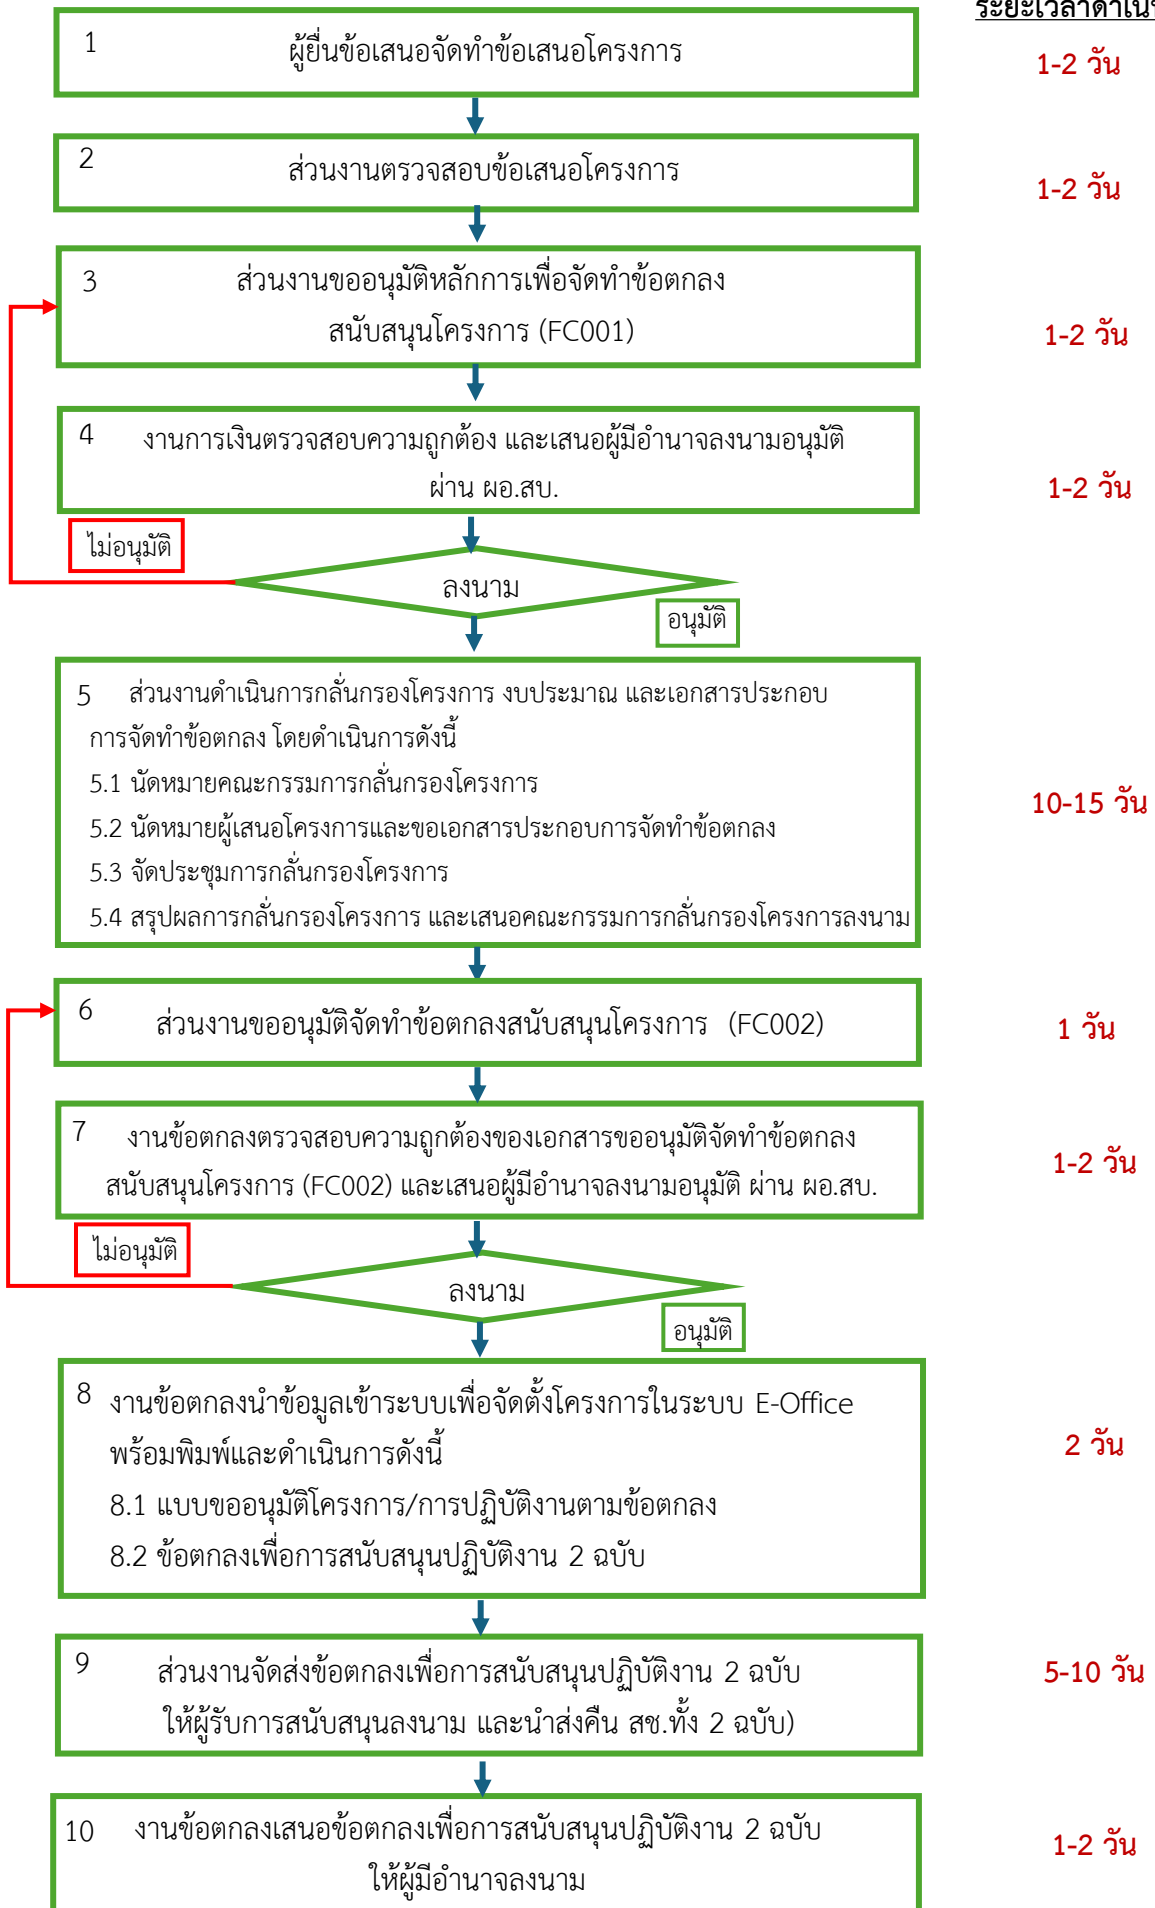 ระยะเวลาดำเนิน
1 ผู้ยื่นข้อเสนอจัดทำข้อเสนอโครงการ
1-2 วัน
2 ส่วนงานตรวจสอบข้อเสนอโครงการ
1-2 วัน
3 ส่วนงานขออนุมัติหลักการเพื่อจัดทำข้อตกลง
สนับสนุนโครงการ (FC001)
1-2 วัน
4 งานการเงินตรวจสอบความถูกต้อง และเสนอผู้มีอำนาจลงนามอนุมัติ
ผ่าน ผอ.สบ.
1-2 วัน
ไม่อนุมัติ
ลงนาม
อนุมัติ
5 ส่วนงานดำเนินการกลั่นกรองโครงการ งบประมาณ และเอกสารประกอบ
การจัดทำข้อตกลง โดยดำเนินการดังนี้
5.1 นัดหมายคณะกรรมการกลั่นกรองโครงการ
5.2 นัดหมายผู้เสนอโครงการและขอเอกสารประกอบการจัดทำข้อตกลง
5.3 จัดประชุมการกลั่นกรองโครงการ
5.4 สรุปผลการกลั่นกรองโครงการ และเสนอคณะกรรมการกลั่นกรองโครงการลงนาม
10-15 วัน
6 ส่วนงานขออนุมัติจัดทำข้อตกลงสนับสนุนโครงการ (FC002)
1 วัน
7 งานข้อตกลงตรวจสอบความถูกต้องของเอกสารขออนุมัติจัดทำข้อตกลง
สนับสนุนโครงการ (FC002) และเสนอผู้มีอำนาจลงนามอนุมัติ ผ่าน ผอ.สบ.
1-2 วัน
ไม่อนุมัติ
ลงนาม
อนุมัติ
8 งานข้อตกลงนำข้อมูลเข้าระบบเพื่อจัดตั้งโครงการในระบบ E-Office
พร้อมพิมพ์และดำเนินการดังนี้
8.1 แบบขออนุมัติโครงการ/การปฏิบัติงานตามข้อตกลง
8.2 ข้อตกลงเพื่อการสนับสนุนปฏิบัติงาน 2 ฉบับ
2 วัน
9 ส่วนงานจัดส่งข้อตกลงเพื่อการสนับสนุนปฏิบัติงาน 2 ฉบับ
ให้ผู้รับการสนับสนุนลงนาม และนำส่งคืน สช.ทั้ง 2 ฉบับ)
5-10 วัน
10 งานข้อตกลงเสนอข้อตกลงเพื่อการสนับสนุนปฏิบัติงาน 2 ฉบับ
ให้ผู้มีอำนาจลงนาม
1-2 วัน